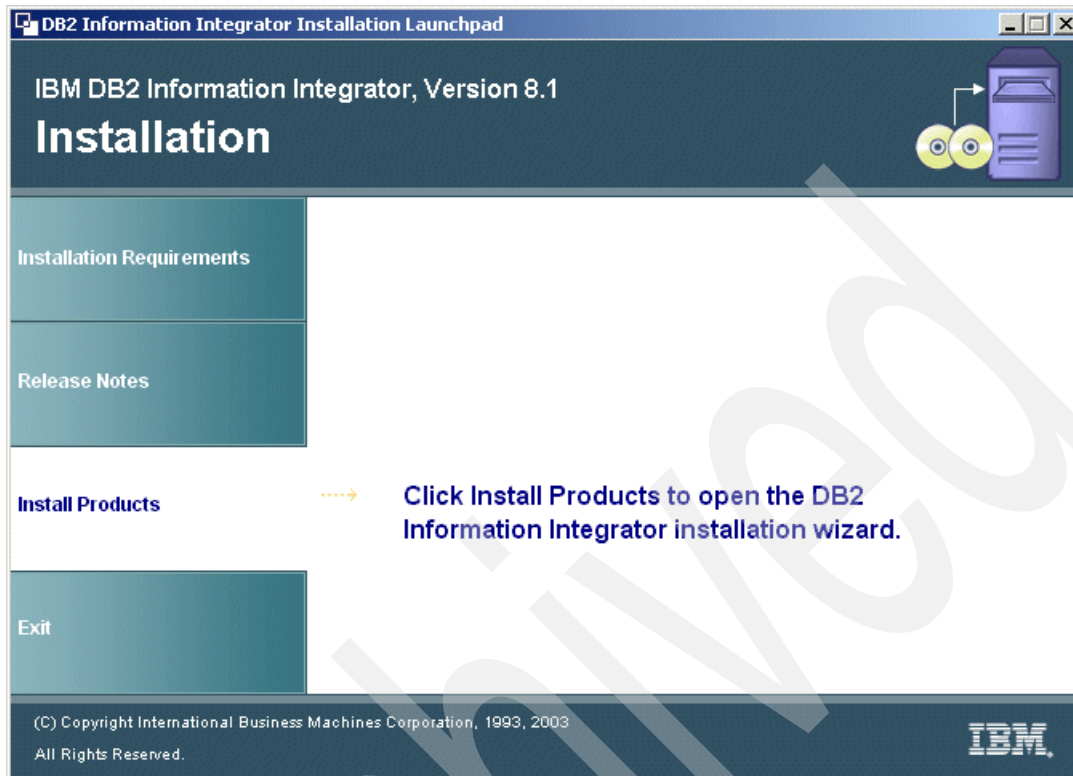 DB2 Information Integrator Installation Launchpad
IBM DB2 Information Integrator, Version 8.1
Installation
Installation Requirements
Release Notes
Install Products
Click Install Products to open the DB2
Information Integrator installation wizard.
Exit
(C) Copyright International Business Machines Corporation, 1993, 2003
All Rights Reserved.
IBM.
hived